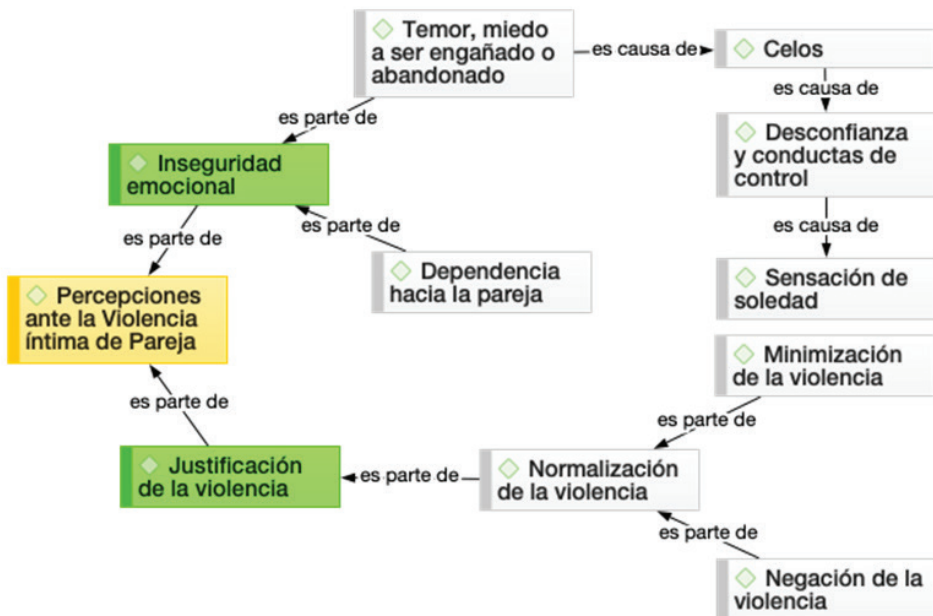 Temor, miedo
a ser engañado o
abandonado
es causa de
Celos
es causa de
es parte de
Desconfianza
y conductas de
control
Inseguridad
emocional
es causa de
es parte de
es parte de
Dependencia
hacia la pareja
Sensación de
soledad
Percepciones
ante la Violencia
íntima de Pareja
Minimización
de la violencia
es parte de
es parte de
Justificación
de la violencia
es parte de
Normalización
de la violencia
es parte de
Negación de la
violencia